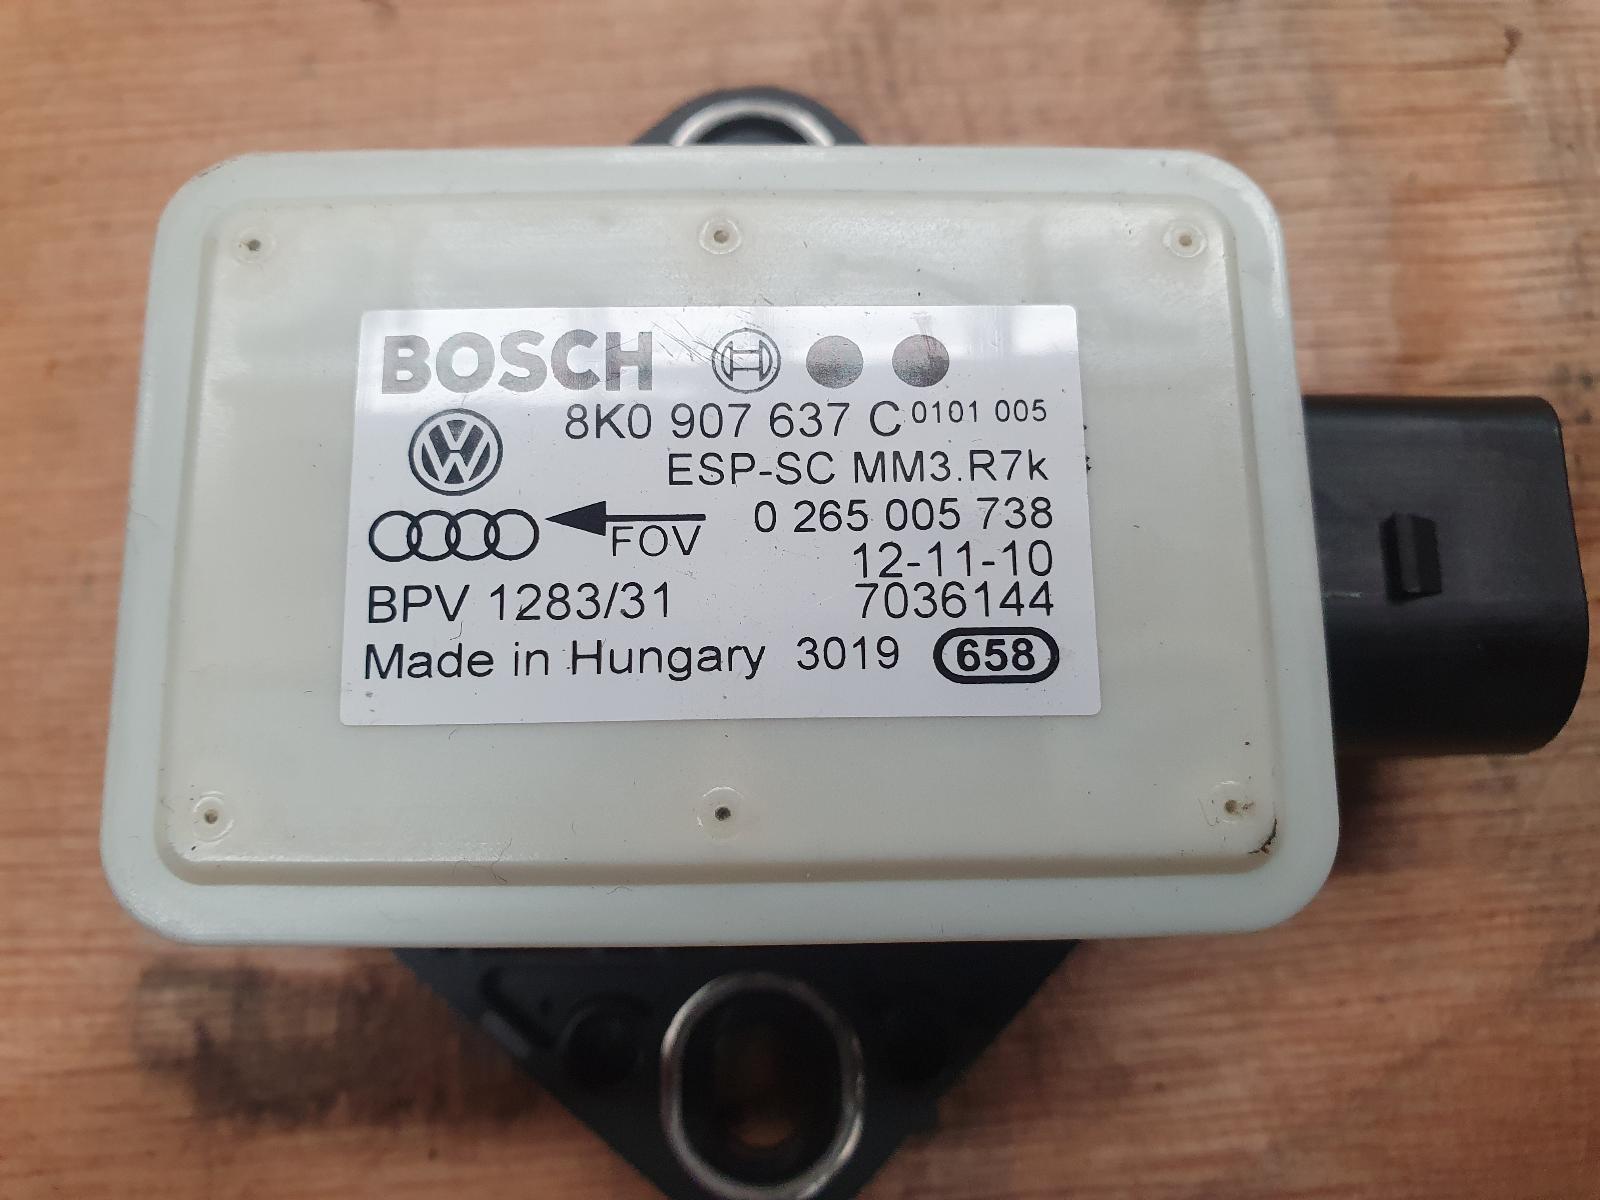 BOSCH
8K0 907 637 C 0101 005
ESP-SC MM3.R7k
0 265 005 738
FOV
12-11-10
BPV 1283/31 7036144
Made in Hungary 3019 658